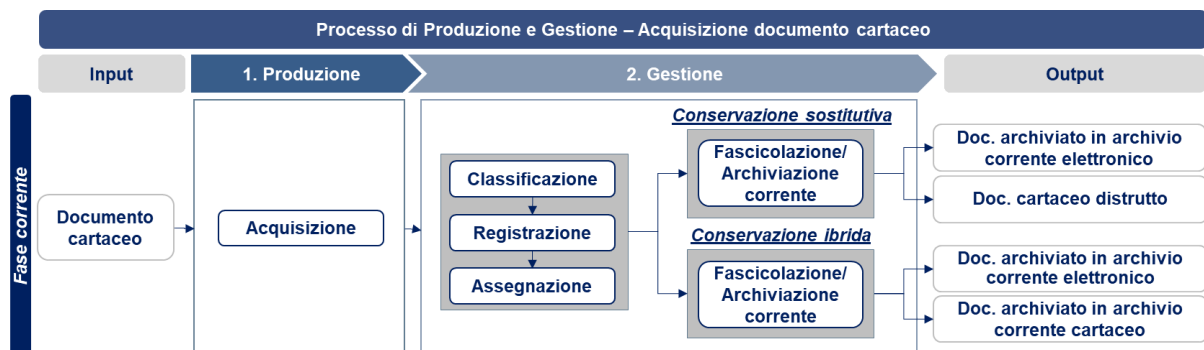 Processo di Produzione e Gestione – Acquisizione documento cartaceo
Input
1. Produzione
2. Gestione
Output
Fase corrente
Documento
cartaceo
Acquisizione
Classificazione
Registrazione
Assegnazione
Conservazione sostitutiva
Fascicolazione/
Archiviazione
corrente
Conservazione ibrida
Fascicolazione/
Archiviazione
corrente
Doc. archiviato in archivio
corrente elettronico
Doc. cartaceo distrutto
Doc. archiviato in archivio
corrente elettronico
Doc. archiviato in archivio
corrente cartaceo